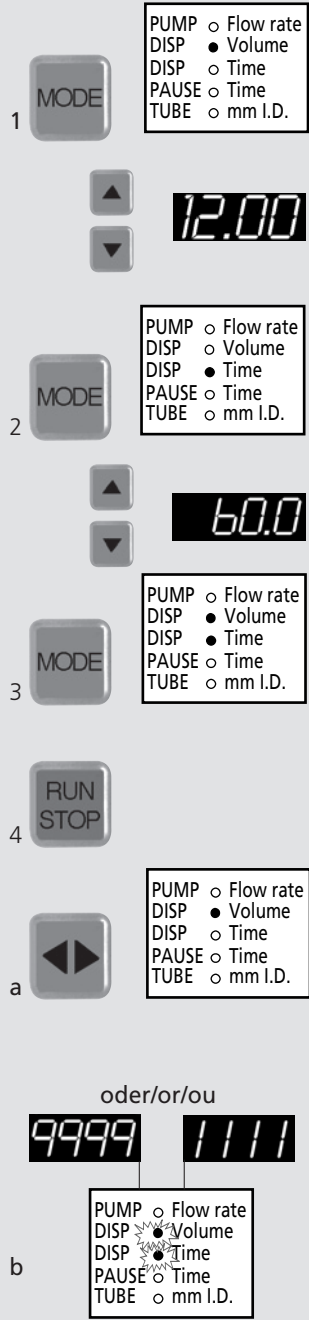 1 MODE
PUMP ○ Flow rate
DISP ● Volume
DISP ○ Time
PAUSE ○ Time
TUBE ○ mm I.D.
▲
▼
12.00
2 MODE
PUMP ○ Flow rate
DISP ○ Volume
DISP ● Time
PAUSE ○ Time
TUBE ○ mm I.D.
▲
▼
60.0
3 MODE
PUMP ○ Flow rate
DISP ● Volume
DISP ● Time
PAUSE ○ Time
TUBE ○ mm I.D.
4 RUN
STOP
a ◀▶
PUMP ○ Flow rate
DISP ● Volume
DISP ○ Time
PAUSE ○ Time
TUBE ○ mm I.D.
oder/or/ou
9999 1111
b
PUMP ○ Flow rate
DISP ● Volume
DISP ● Time
PAUSE ○ Time
TUBE ○ mm I.D.